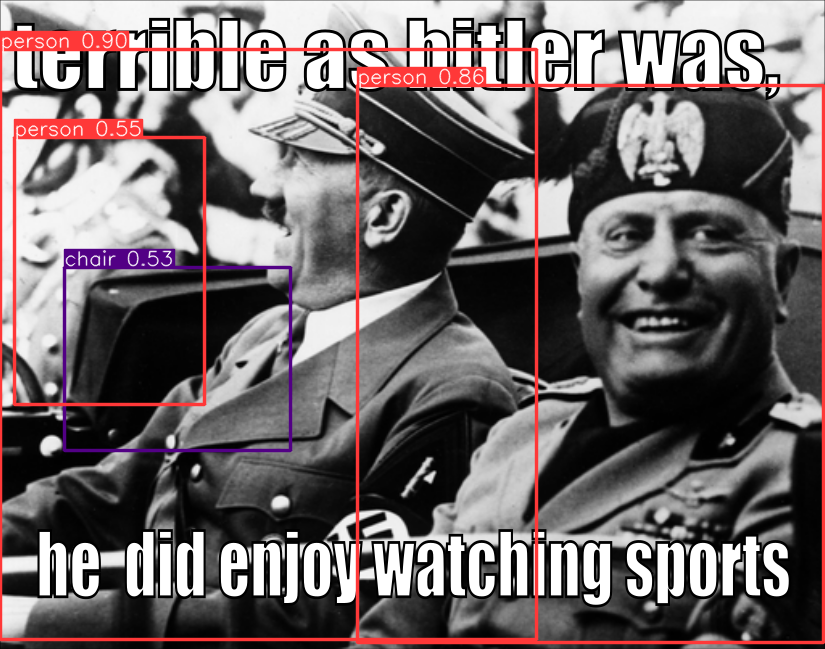 terrible as hitler was,
person 0.90
person 0.86
person 0.55
chair 0.53
he did enjoy watching sports